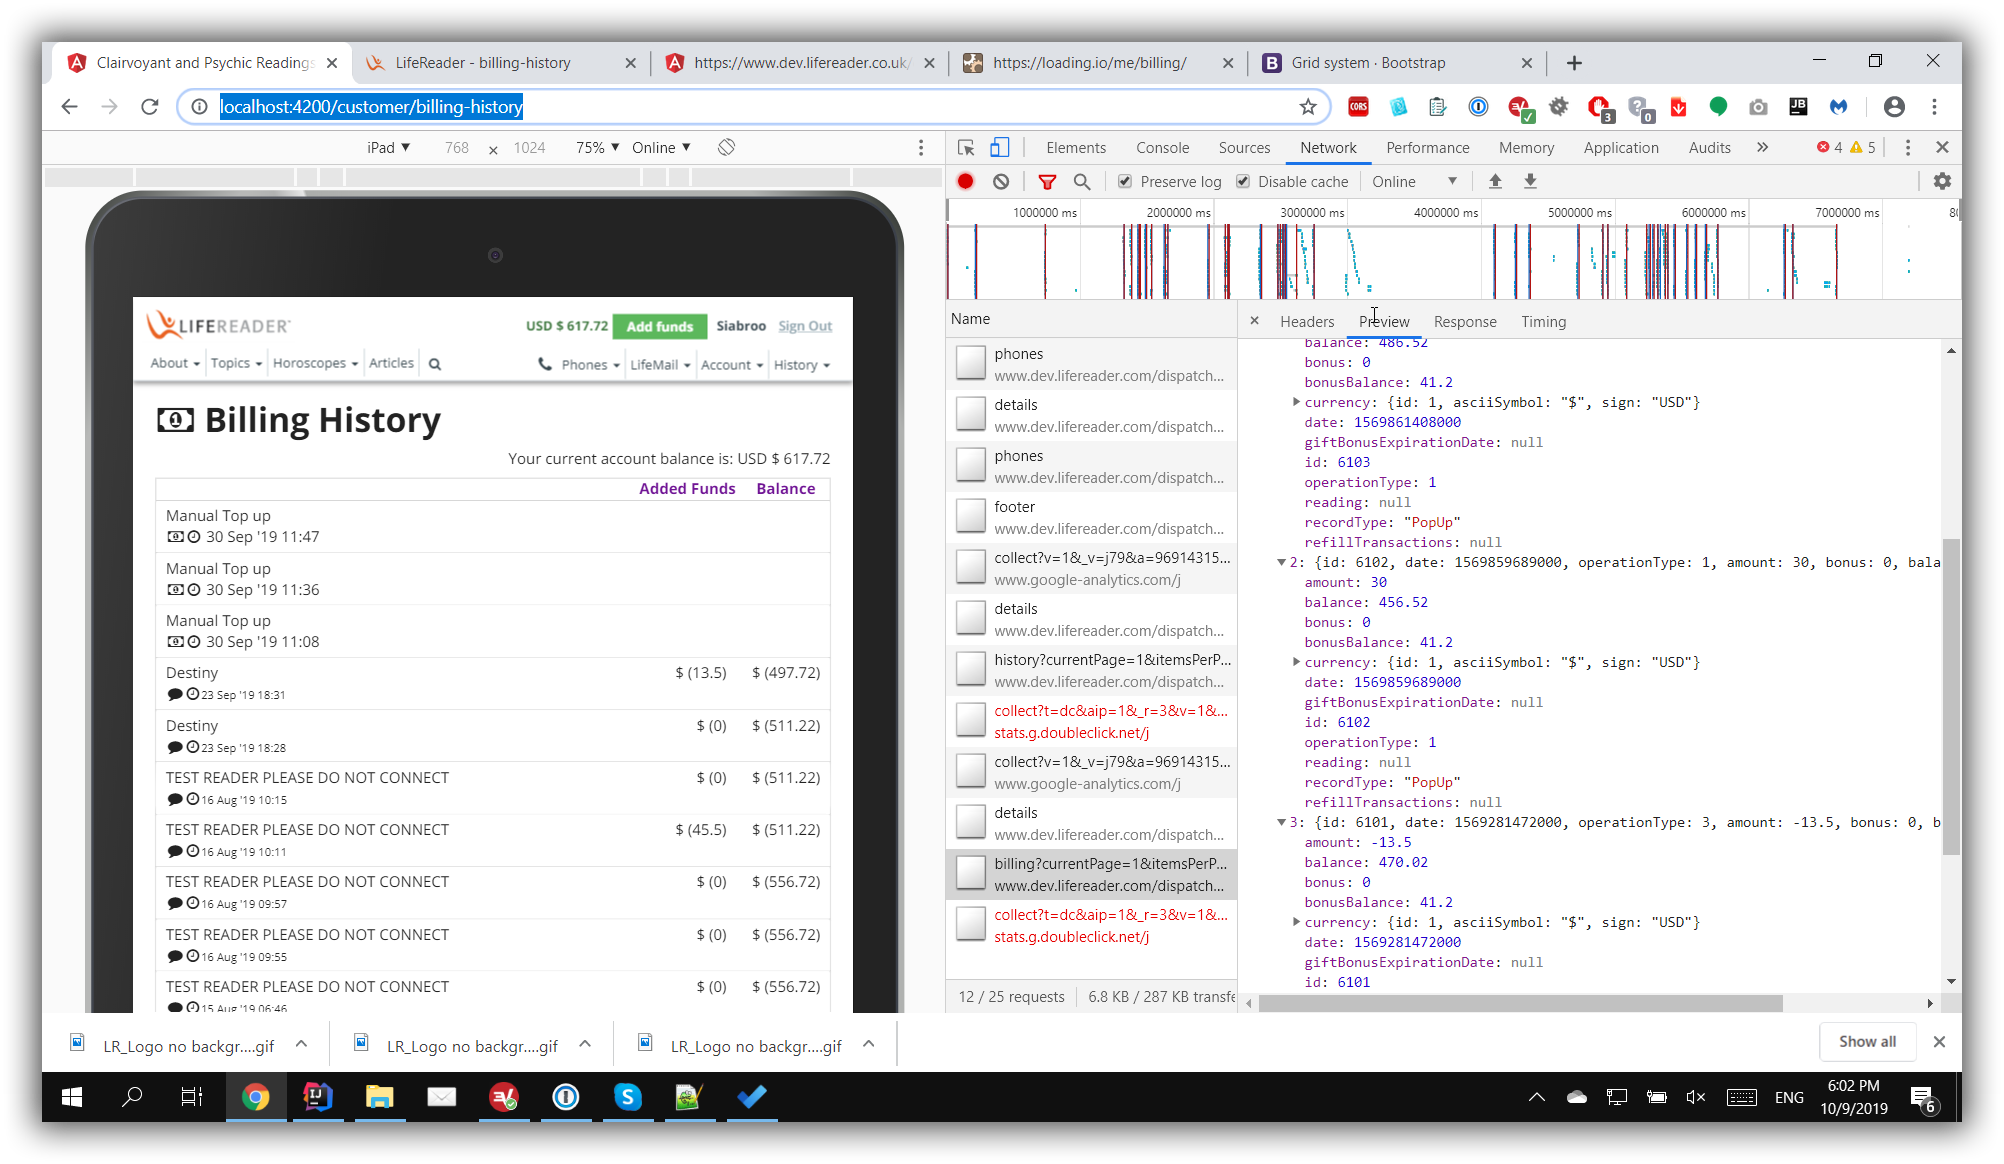 Clairvoyant and Psychic Readings
LifeReader - billing-history
https://www.dev.lifereader.co.uk/
https://loading.io/me/billing/
B Grid system · Bootstrap
localhost:4200/customer/billing-history
CORS
3
0
JB
iPad 768 × 1024 75% Online
Elements Console Sources Network Performance Memory Application Audits » 4 5
Preserve log Disable cache Online
1000000 ms 2000000 ms 3000000 ms 4000000 ms 5000000 ms 6000000 ms 7000000 ms
LIFEREADER
USD $ 617.72 Add funds Siabroo Sign Out
About Topics Horoscopes Articles Phones LifeMail Account History
Billing History
Your current account balance is: USD $ 617.72
Added Funds Balance
Manual Top up
30 Sep '19 11:47
Manual Top up
30 Sep '19 11:36
Manual Top up
30 Sep '19 11:08
Destiny $ (13.5) $ (497.72)
23 Sep '19 18:31
Destiny $ (0) $ (511.22)
23 Sep '19 18:28
TEST READER PLEASE DO NOT CONNECT $ (0) $ (511.22)
16 Aug '19 10:15
TEST READER PLEASE DO NOT CONNECT $ (45.5) $ (511.22)
16 Aug '19 10:11
TEST READER PLEASE DO NOT CONNECT $ (0) $ (556.72)
16 Aug '19 09:57
TEST READER PLEASE DO NOT CONNECT $ (0) $ (556.72)
16 Aug '19 09:55
TEST READER PLEASE DO NOT CONNECT $ (0) $ (556.72)
15 Aug '19 06:46
Name
phones
www.dev.lifereader.com/dispatch...
details
www.dev.lifereader.com/dispatch...
phones
www.dev.lifereader.com/dispatch...
footer
www.dev.lifereader.com/dispatch...
collect?v=1&_v=j79&a=96914315...
www.google-analytics.com/j
details
www.dev.lifereader.com/dispatch...
history?currentPage=1&itemsPerP...
www.dev.lifereader.com/dispatch...
collect?t=dc&aip=1&_r=3&v=1&...
stats.g.doubleclick.net/j
collect?v=1&_v=j79&a=96914315...
www.google-analytics.com/j
details
www.dev.lifereader.com/dispatch...
billing?currentPage=1&itemsPerP...
www.dev.lifereader.com/dispatch...
collect?t=dc&aip=1&_r=3&v=1&...
stats.g.doubleclick.net/j
12 / 25 requests 6.8 KB / 287 KB transfe
× Headers Preview Response Timing
balance: 486.52
bonus: 0
bonusBalance: 41.2
currency: {id: 1, asciiSymbol: "$", sign: "USD"}
date: 1569861408000
giftBonusExpirationDate: null
id: 6103
operationType: 1
reading: null
recordType: "PopUp"
refillTransactions: null
2: {id: 6102, date: 1569859689000, operationType: 1, amount: 30, bonus: 0, bala
amount: 30
balance: 456.52
bonus: 0
bonusBalance: 41.2
currency: {id: 1, asciiSymbol: "$", sign: "USD"}
date: 1569859689000
giftBonusExpirationDate: null
id: 6102
operationType: 1
reading: null
recordType: "PopUp"
refillTransactions: null
3: {id: 6101, date: 1569281472000, operationType: 3, amount: -13.5, bonus: 0, b
amount: -13.5
balance: 470.02
bonus: 0
bonusBalance: 41.2
currency: {id: 1, asciiSymbol: "$", sign: "USD"}
date: 1569281472000
giftBonusExpirationDate: null
id: 6101
LR_Logo no backgr....gif
LR_Logo no backgr....gif
LR_Logo no backgr....gif
Show all
ENG
6:02 PM
10/9/2019
6